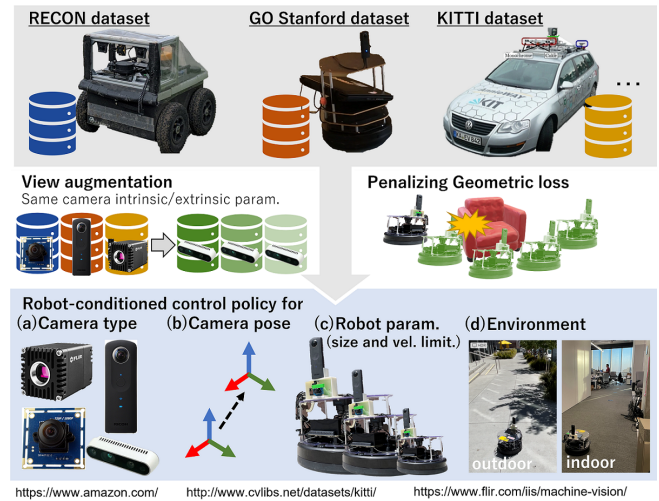 RECON dataset
GO Stanford dataset
KITTI dataset
...
View augmentation
Same camera intrinsic/extrinsic param.
Penalizing Geometric loss
FLIR
Robot-conditioned control policy for
(a)Camera type
(b)Camera pose
(c)Robot param.
(size and vel. limit.)
(d)Environment
outdoor
indoor
https://www.amazon.com/
http://www.cvlibs.net/datasets/kitti/
https://www.flir.com/iis/machine-vision/